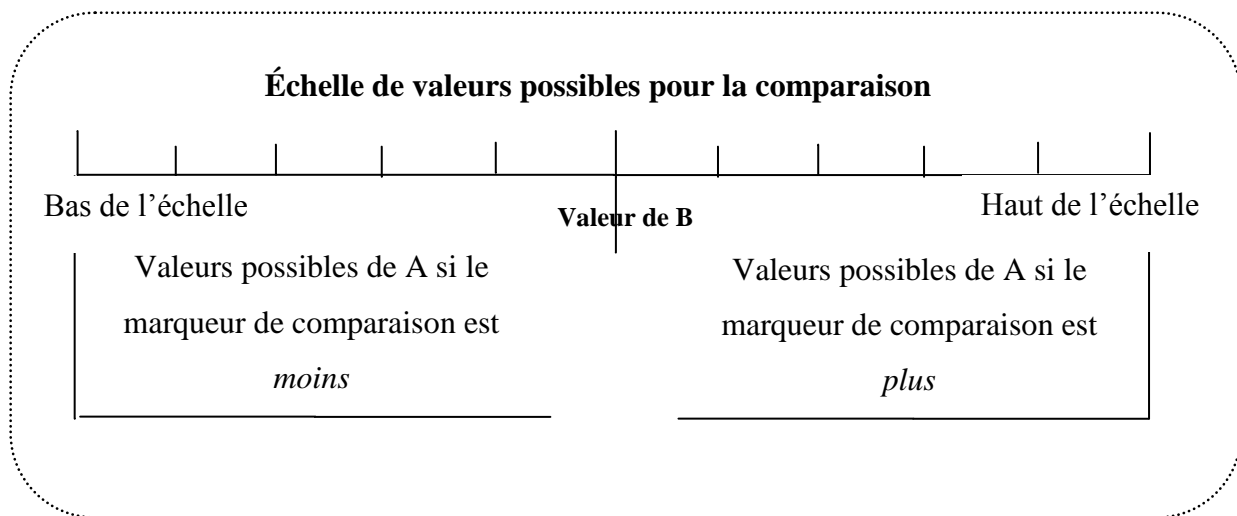 Échelle de valeurs possibles pour la comparaison
Bas de l’échelle
Valeur de B
Haut de l’échelle
Valeurs possibles de A si le
marqueur de comparaison est
moins
Valeurs possibles de A si le
marqueur de comparaison est
plus